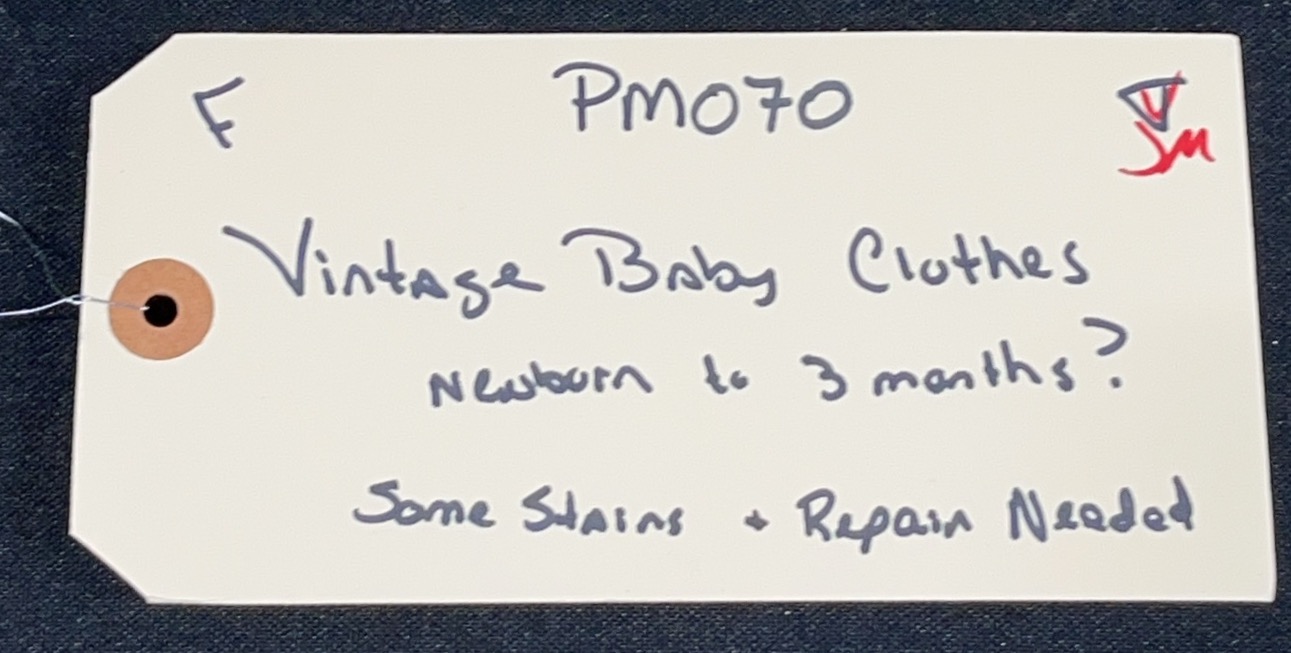 F PM070
JM
Vintage Baby Clothes
Newborn to 3 months?
Some Stains + Repair Needed